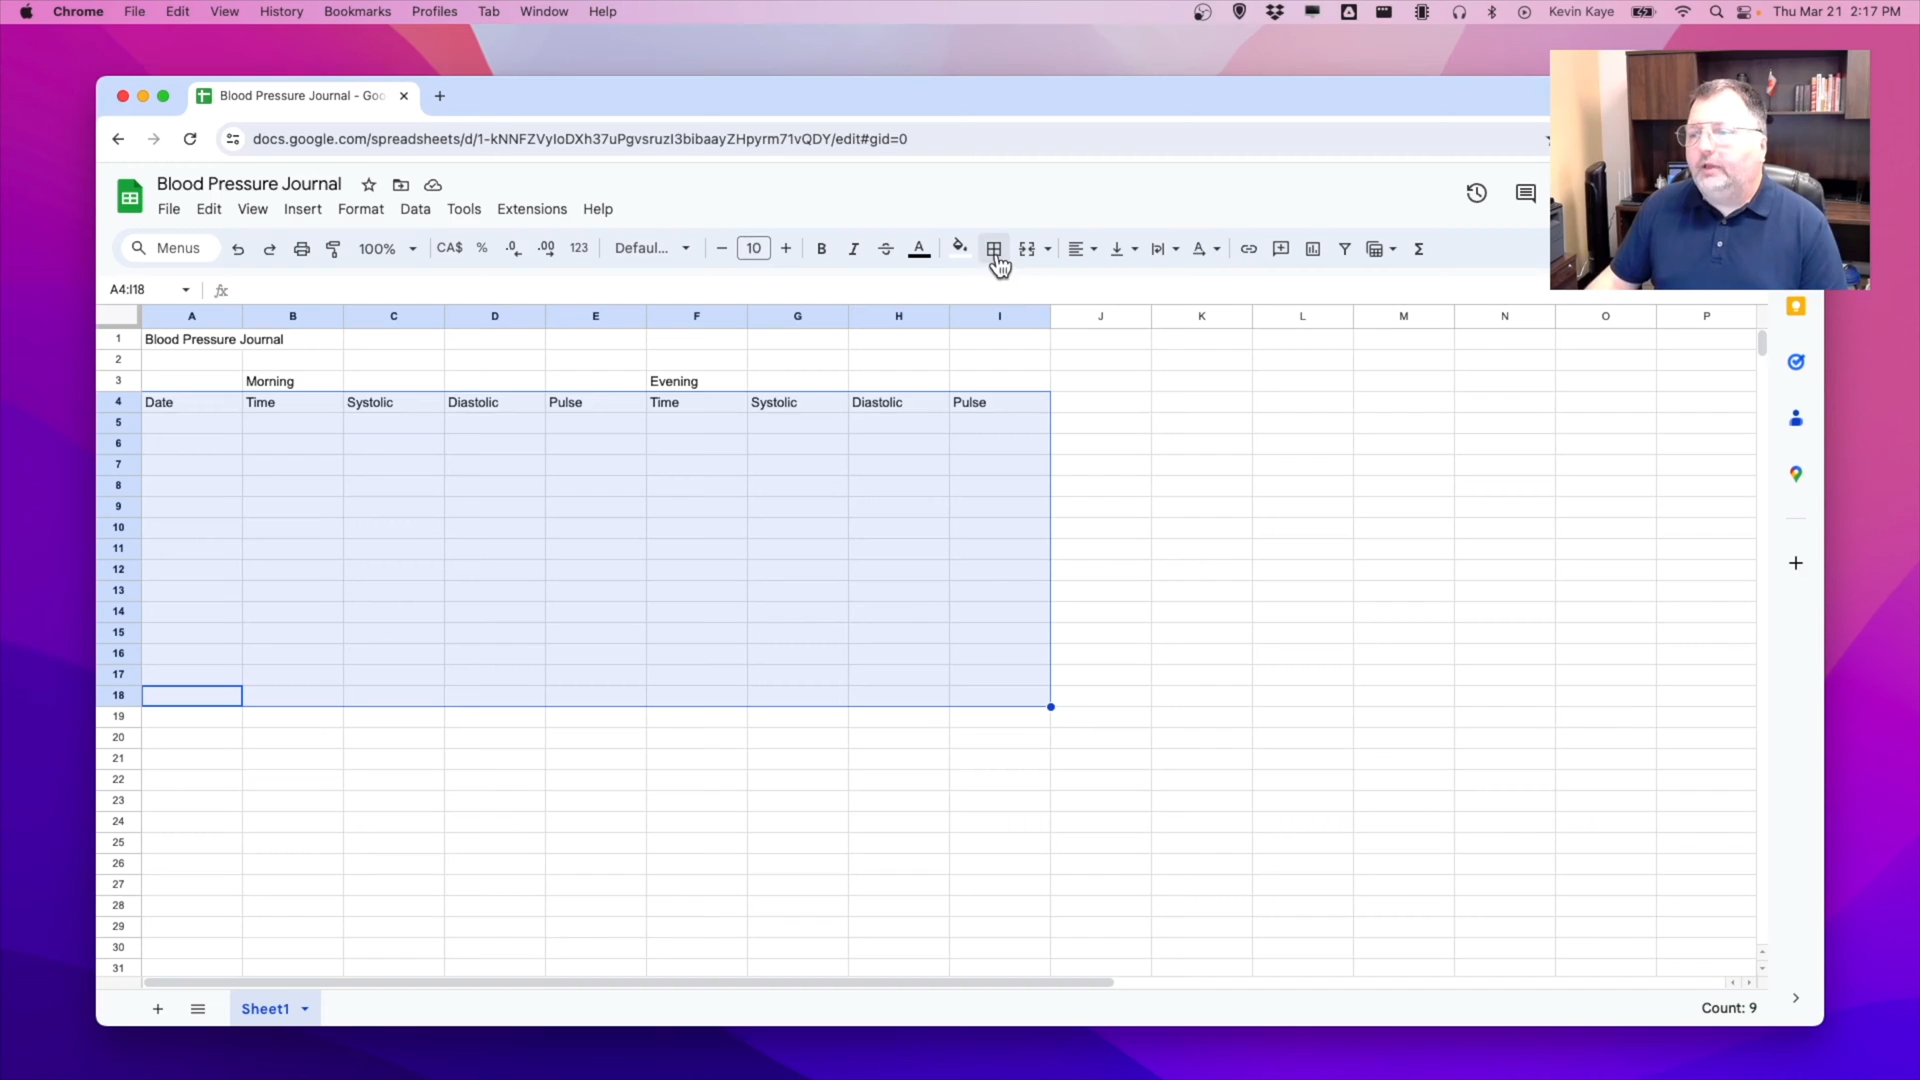 Chrome File Edit View History Bookmarks Profiles Tab Window Help Kevin Kaye Thu Mar 21 2:17 PM
Blood Pressure Journal - Goo
docs.google.com/spreadsheets/d/1-kNNFZVyIoDXh37uPgvsruzI3bibaayZHpyrm71vQDY/edit#gid=0
Blood Pressure Journal
File Edit View Insert Format Data Tools Extensions Help
Menus 100% CA$ % .0 .00 123 Defaul... 10 B I A Σ
A4:I18 fx
A B C D E F G H I J K L M N O P
1 Blood Pressure Journal
2
3 Morning Evening
4 Date Time Systolic Diastolic Pulse Time Systolic Diastolic Pulse
5
6
7
8
9
10
11
12
13
14
15
16
17
18
19
20
21
22
23
24
25
26
27
28
29
30
31
Sheet1 Count: 9